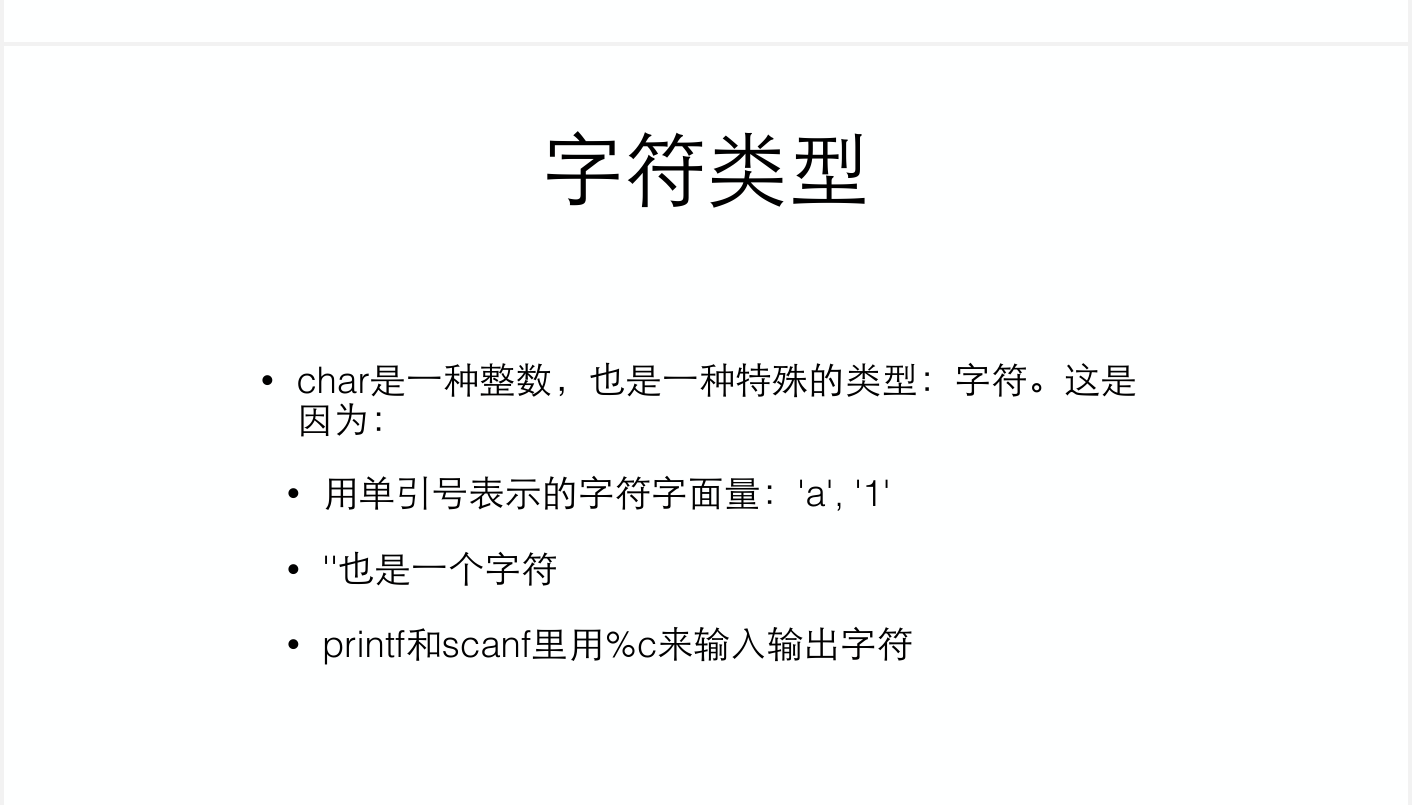 字符类型
• char是一种整数，也是一种特殊的类型：字符。这是
因为：
• 用单引号表示的字符字面量：'a', '1'
• ''也是一个字符
• printf和scanf里用%c来输入输出字符